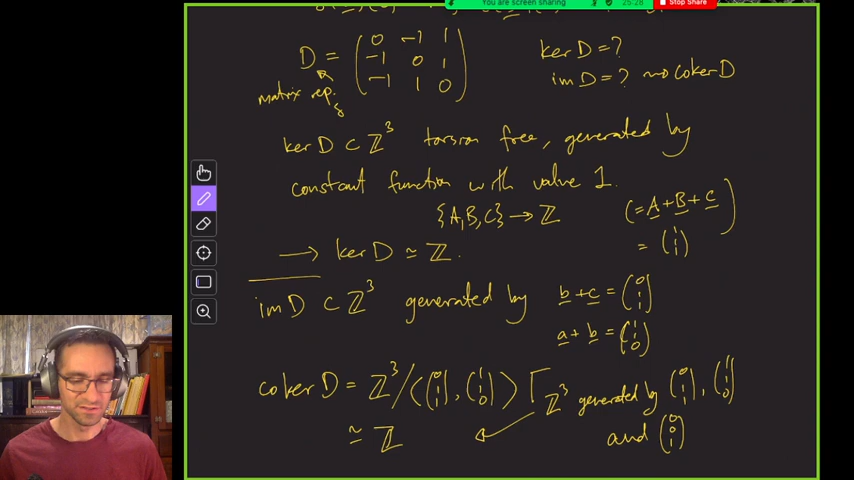 You are screen sharing 25:28 Stop Share
D = (0 -1 1
-1 0 1
-1 1 0)
ker D = ?
im D = ? ⇝ coker D
matrix rep.
ker D ⊂ ℤ³ torsion free, generated by
constant function with value 1.
{A,B,C} → ℤ (= A + B + C)
= (1 1 1)
→ ker D ≃ ℤ.
im D ⊂ ℤ³ generated by b + c = (0 1 1)
a + b = (1 1 0)
coker D = ℤ³/⟨(0 1 1), (1 1 0)⟩ ⌈ ℤ³ generated by (0 1 1), (1 1 0)
≃ ℤ and (0 0 1)